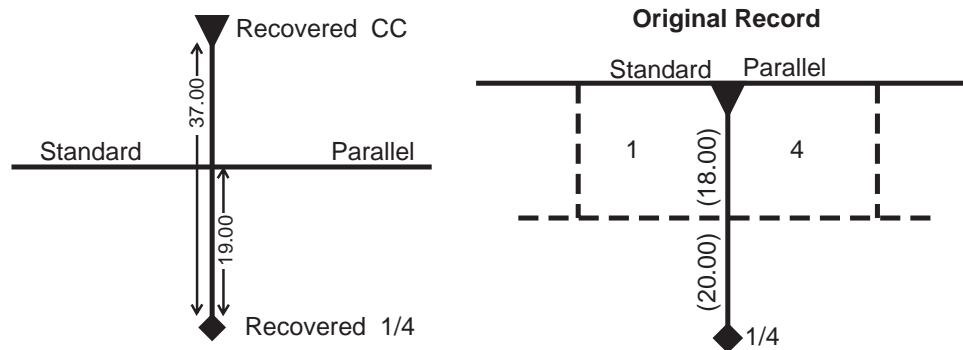 Recovered CC
37.00
Standard Parallel
19.00
Recovered 1/4
Original Record
Standard Parallel
1
(18.00)
4
(20.00)
1/4